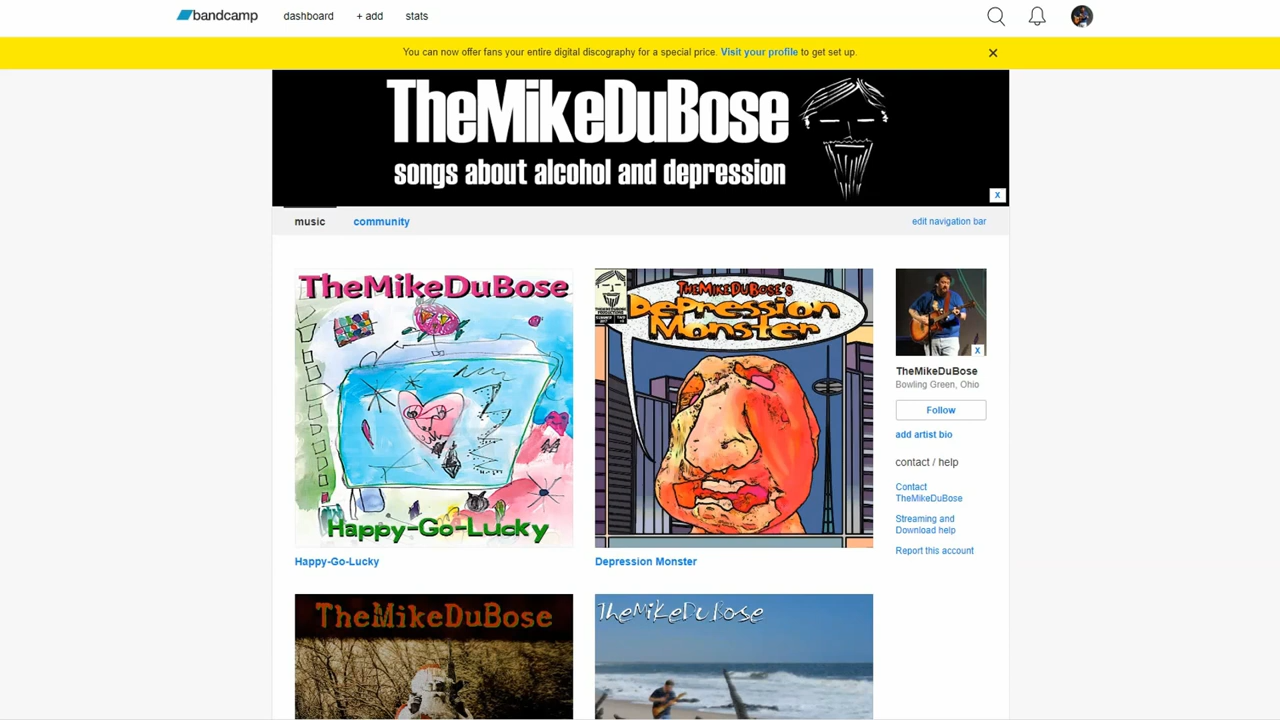 bandcamp dashboard + add stats
You can now offer fans your entire digital discography for a special price. Visit your profile to get set up.
TheMikeDuBose
songs about alcohol and depression
x
music community edit navigation bar
TheMikeDuBose
Happy-Go-Lucky
Happy-Go-Lucky
TheMikeDuBose's
Depression
Monster
Depression Monster
x
TheMikeDuBose
Bowling Green, Ohio
Follow
add artist bio
contact / help
Contact
TheMikeDuBose
Streaming and
Download help
Report this account
TheMikeDuBose
TheMikeDuBose